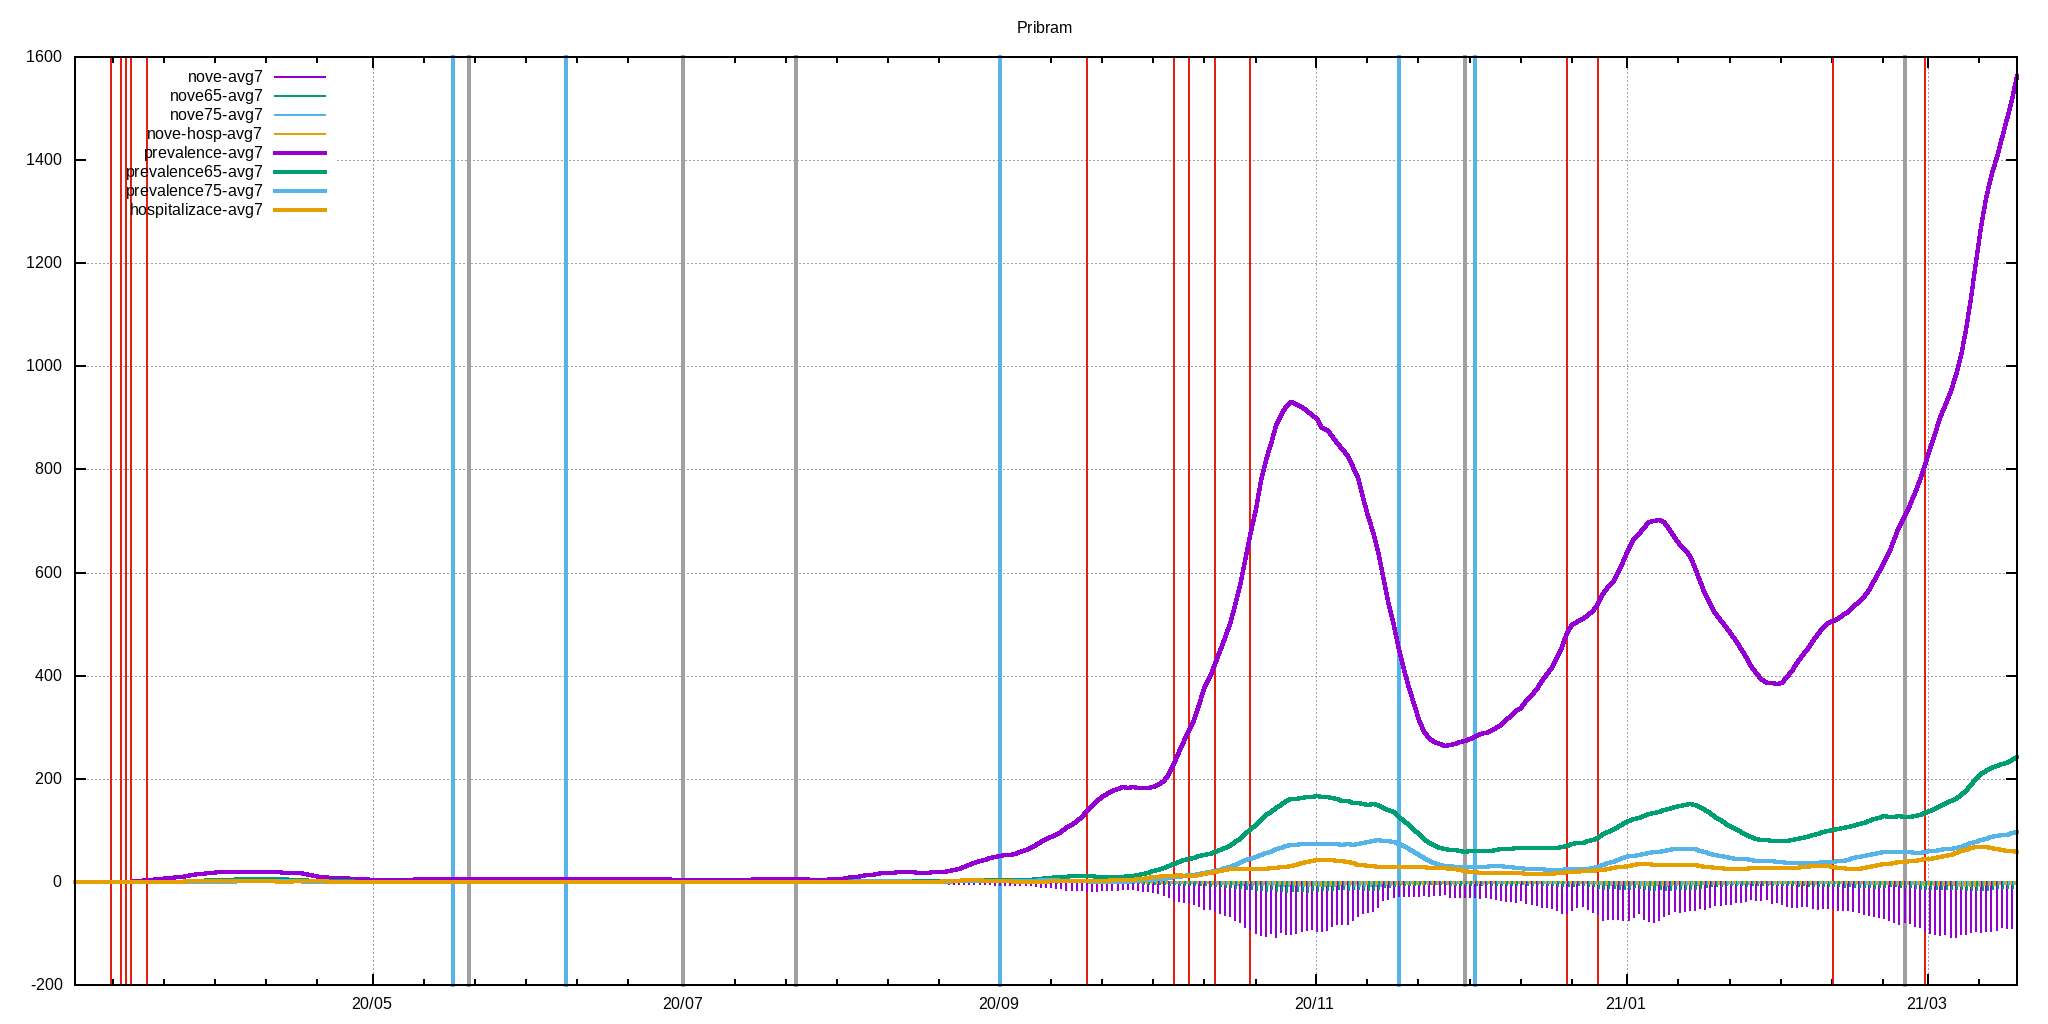 Pribram
1600
nove-avg7
nove65-avg7
nove75-avg7
nove-hosp-avg7
prevalence-avg7
prevalence65-avg7
prevalence75-avg7
hospitalizace-avg7
1400
1200
1000
800
600
400
200
0
-200
20/05 20/07 20/09 20/11 21/01 21/03